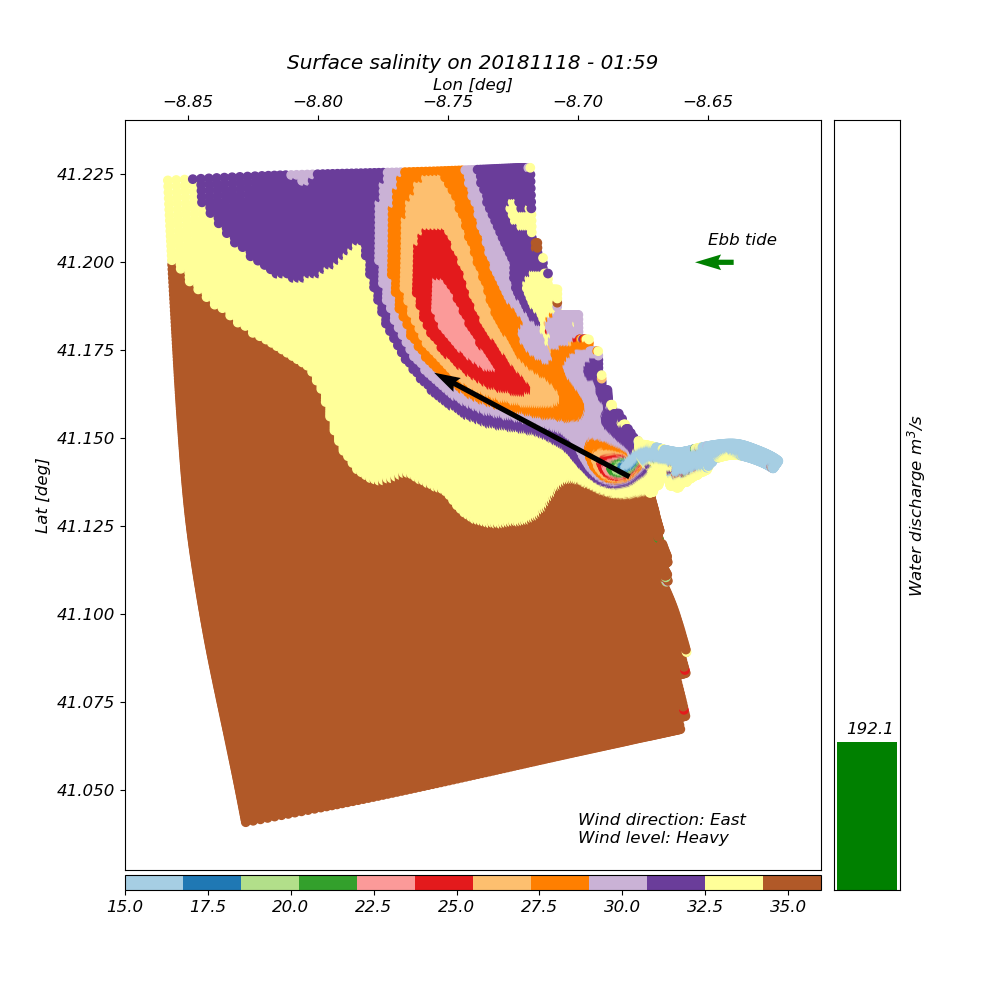 Surface salinity on 20181118 - 01:59
Lon [deg]
−8.85 −8.80 −8.75 −8.70 −8.65
41.225
41.200
41.175
41.150
41.125
41.100
41.075
41.050
Lat [deg]
Ebb tide
Wind direction: East
Wind level: Heavy
192.1
Water discharge m³/s
15.0 17.5 20.0 22.5 25.0 27.5 30.0 32.5 35.0